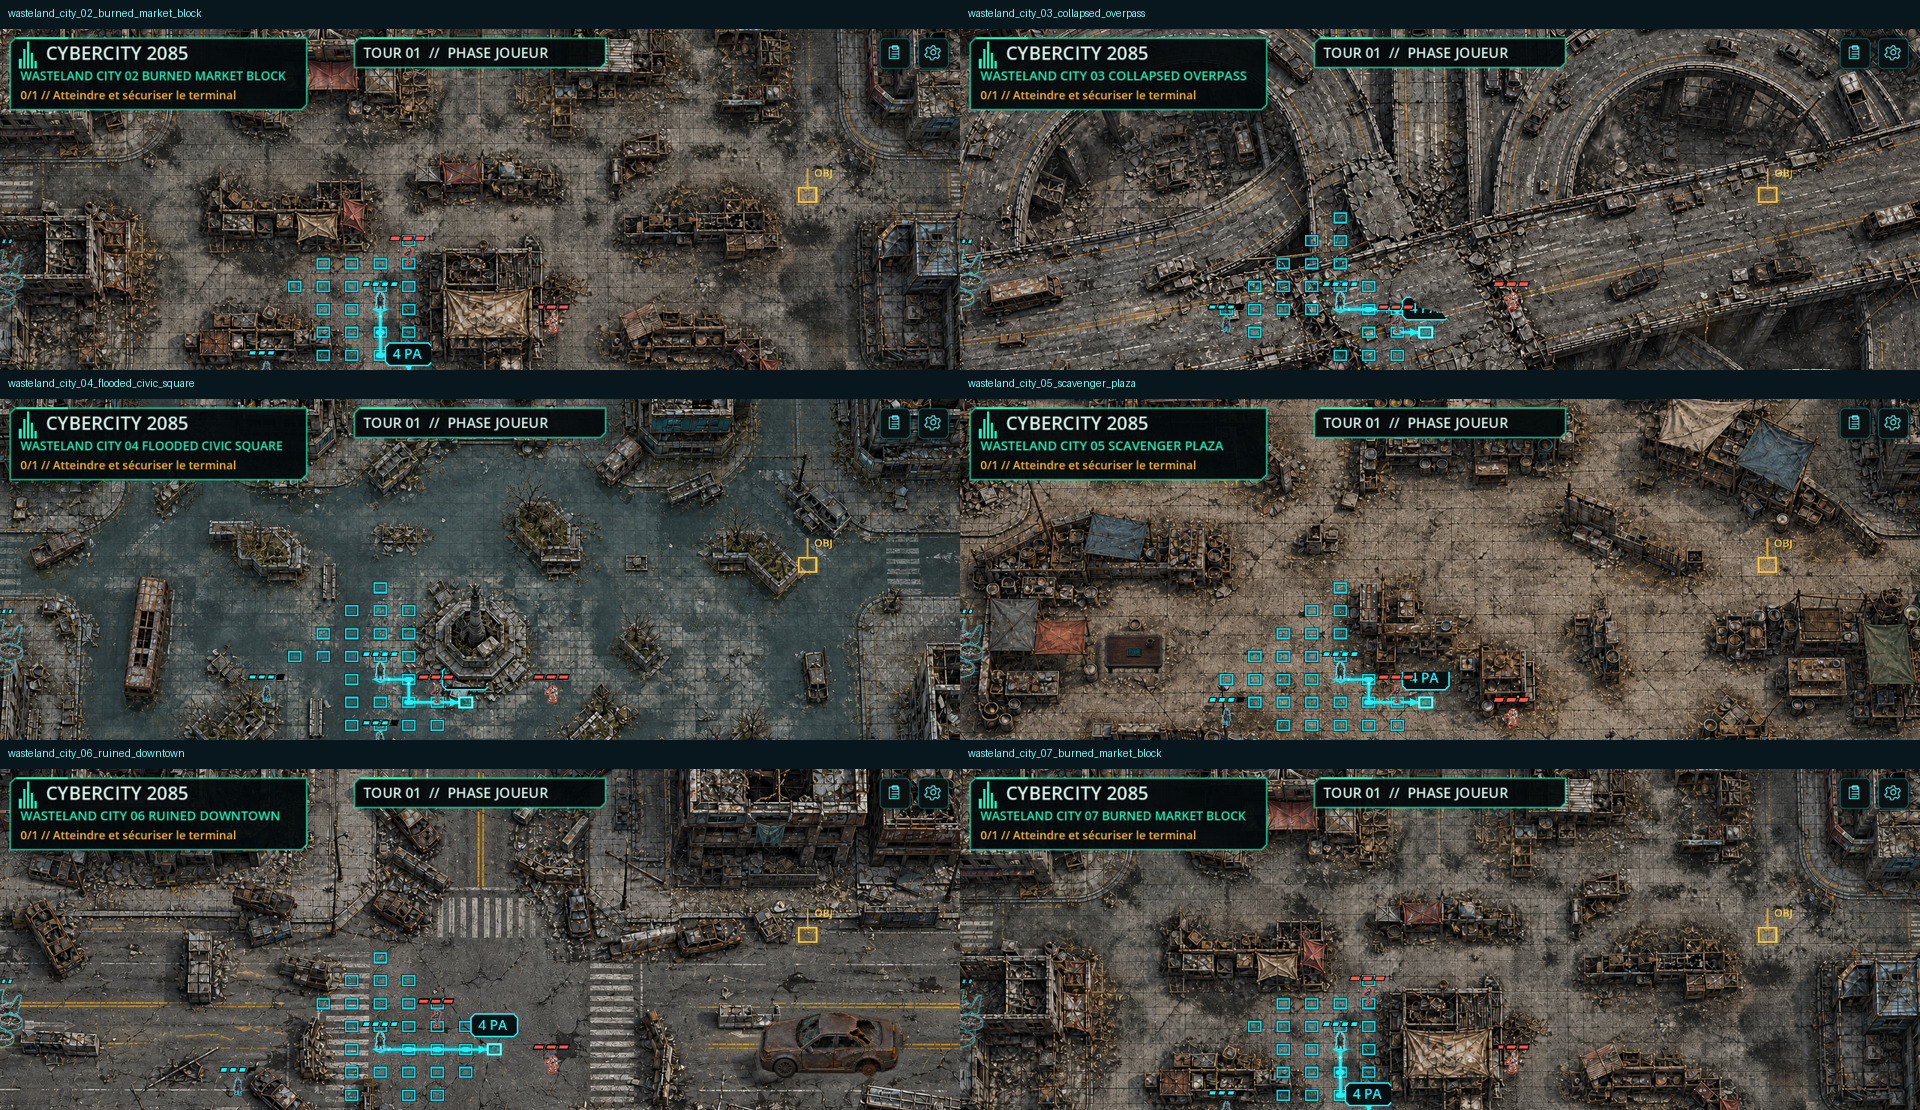 wasteland_city_02_burned_market_block
CYBERCITY 2085
WASTELAND CITY 02 BURNED MARKET BLOCK
0/1 // Atteindre et sécuriser le terminal
TOUR 01 // PHASE JOUEUR
OBJ
4 PA
wasteland_city_03_collapsed_overpass
CYBERCITY 2085
WASTELAND CITY 03 COLLAPSED OVERPASS
0/1 // Atteindre et sécuriser le terminal
TOUR 01 // PHASE JOUEUR
OBJ
wasteland_city_04_flooded_civic_square
CYBERCITY 2085
WASTELAND CITY 04 FLOODED CIVIC SQUARE
0/1 // Atteindre et sécuriser le terminal
TOUR 01 // PHASE JOUEUR
OBJ
wasteland_city_05_scavenger_plaza
CYBERCITY 2085
WASTELAND CITY 05 SCAVENGER PLAZA
0/1 // Atteindre et sécuriser le terminal
TOUR 01 // PHASE JOUEUR
OBJ
4 PA
wasteland_city_06_ruined_downtown
CYBERCITY 2085
WASTELAND CITY 06 RUINED DOWNTOWN
0/1 // Atteindre et sécuriser le terminal
TOUR 01 // PHASE JOUEUR
OBJ
4 PA
wasteland_city_07_burned_market_block
CYBERCITY 2085
WASTELAND CITY 07 BURNED MARKET BLOCK
0/1 // Atteindre et sécuriser le terminal
TOUR 01 // PHASE JOUEUR
OBJ
4 PA